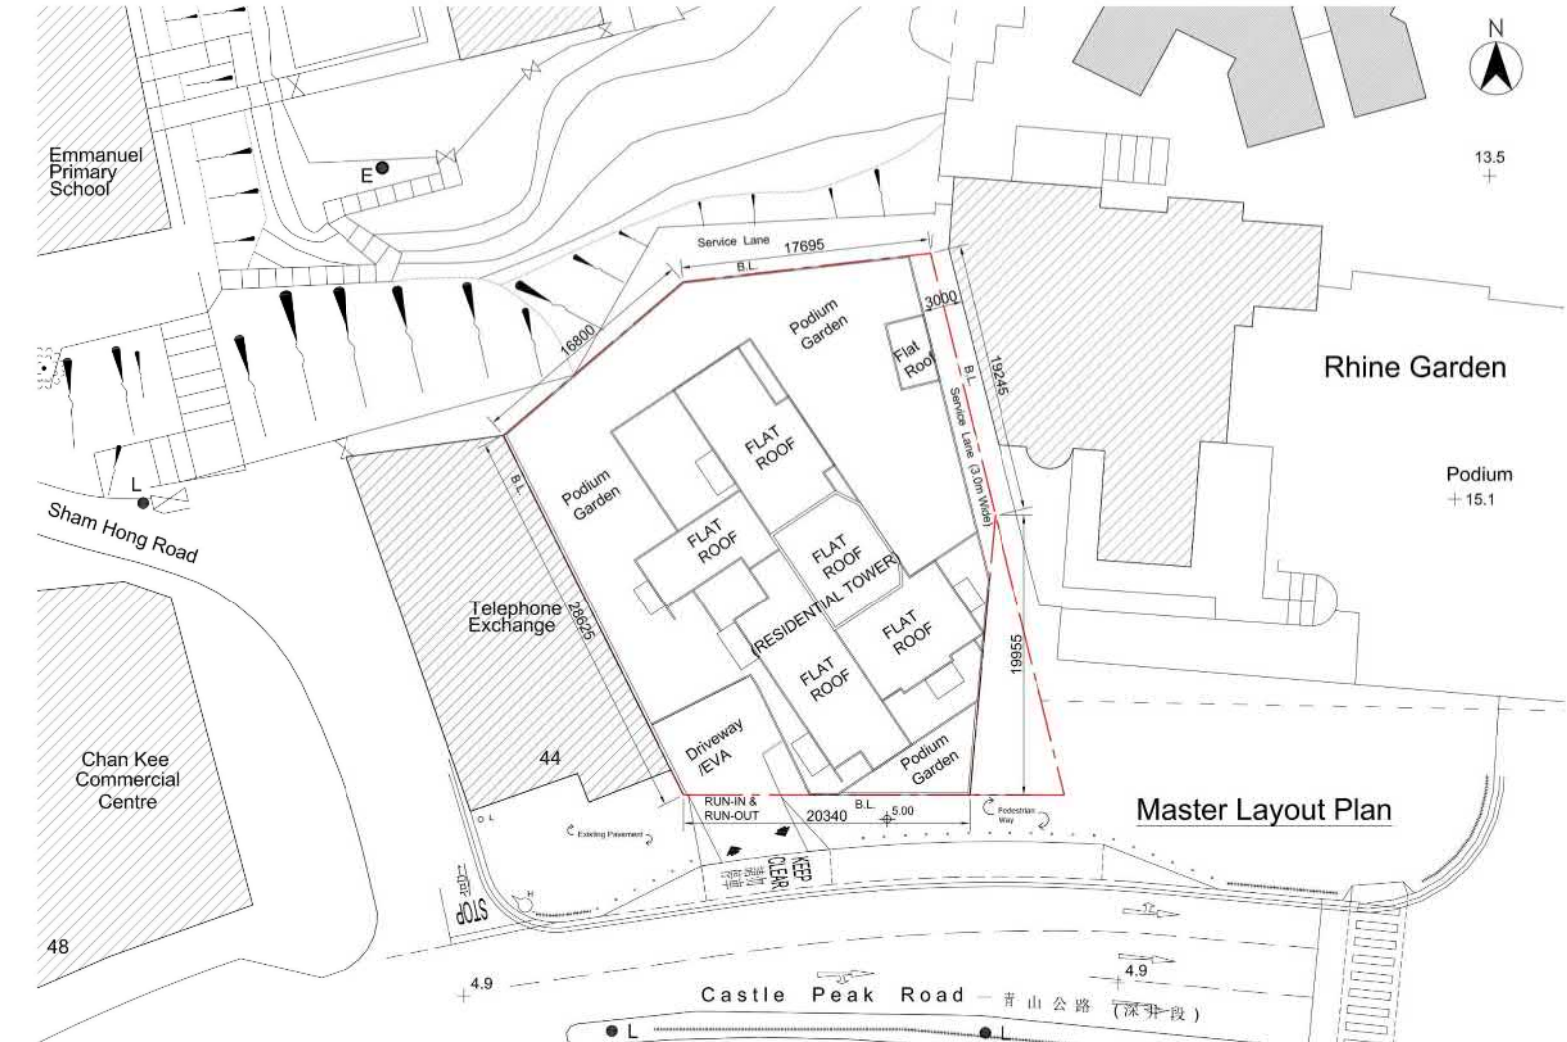 N
13.5
Emmanuel
Primary
School
E
Service Lane
17695
B.L.
3000
Podium
Garden
Flat
Roof
16800
19245
B.L.
Service Lane (3.0m Wide)
Rhine Garden
Podium
15.1
L
Sham Hong Road
B.L.
Podium
Garden
FLAT
ROOF
FLAT
ROOF
FLAT
ROOF
(RESIDENTIAL TOWER)
FLAT
ROOF
FLAT
ROOF
Telephone
Exchange
28625
19955
44
Chan Kee
Commercial
Centre
48
Driveway
/EVA
Podium
Garden
RUN-IN &
RUN-OUT
B.L.
20340
5.00
Pedestrian
Way
Master Layout Plan
O L
Existing Pavement
KEEP
CLEAR
STOP
H
4.9
4.9
Castle Peak Road 青山公路 (深井段)
L
L